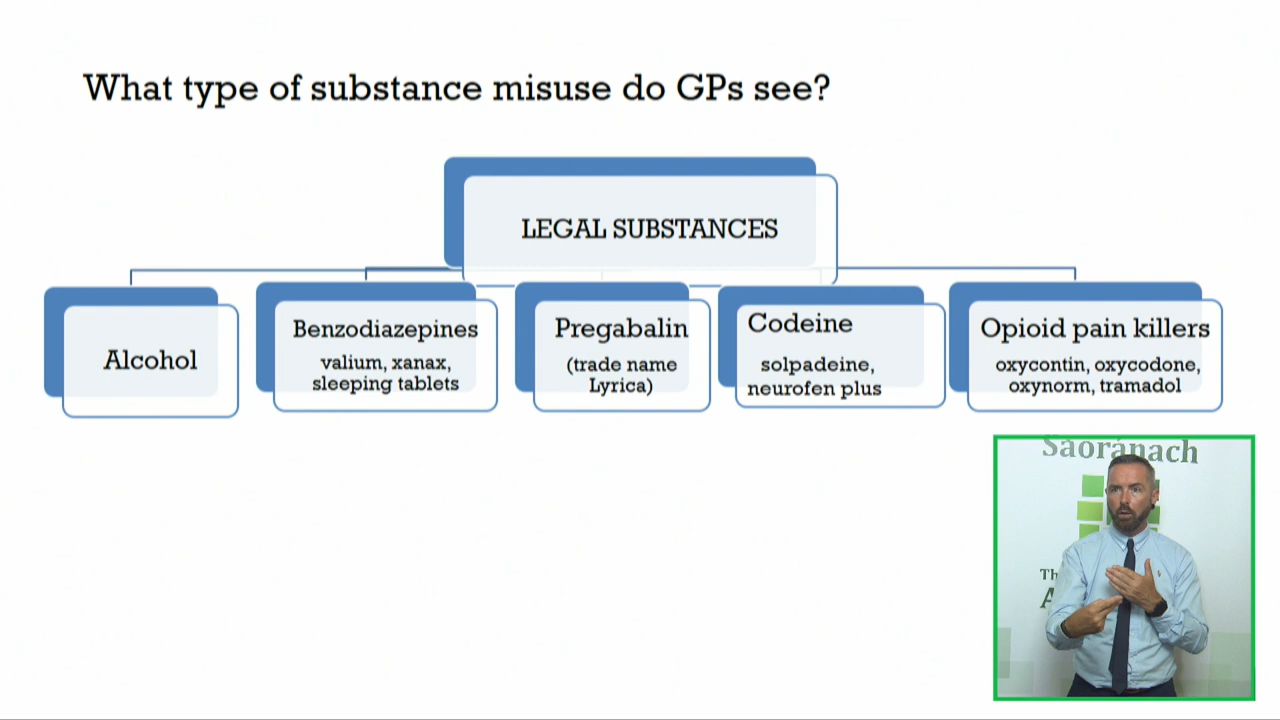 What type of substance misuse do GPs see?
LEGAL SUBSTANCES
Alcohol
Benzodiazepines
valium, xanax,
sleeping tablets
Pregabalin
(trade name
Lyrica)
Codeine
solpadeine,
neurofen plus
Opioid pain killers
oxycontin, oxycodone,
oxynorm, tramadol
Saoránach